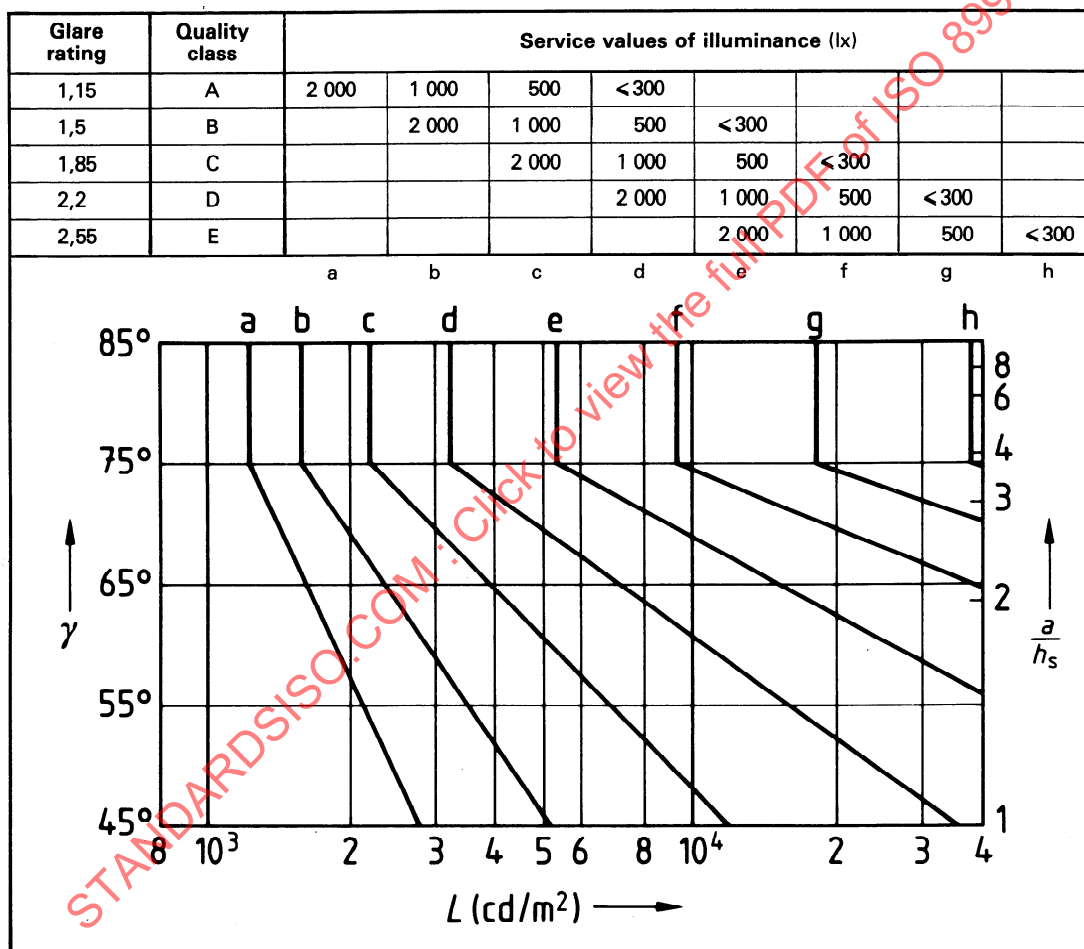 Glare rating Quality class Service values of illuminance (lx)
1,15 A 2 000 1 000 500 <300
1,5 B 2 000 1 000 500 <300
1,85 C 2 000 1 000 500 ≤300
2,2 D 2 000 1 000 500 <300
2,55 E 2 000 1 000 500 ≤300
a b c d e f g h
a b c d e f g h
85°
75°
65°
55°
45°
γ
8 6 4 3 2 1
a/hs
8 10³ 2 3 4 5 6 8 10⁴ 2 3 4
L (cd/m²)
STANDARDSISO.COM : Click to view the full PDF of ISO 899